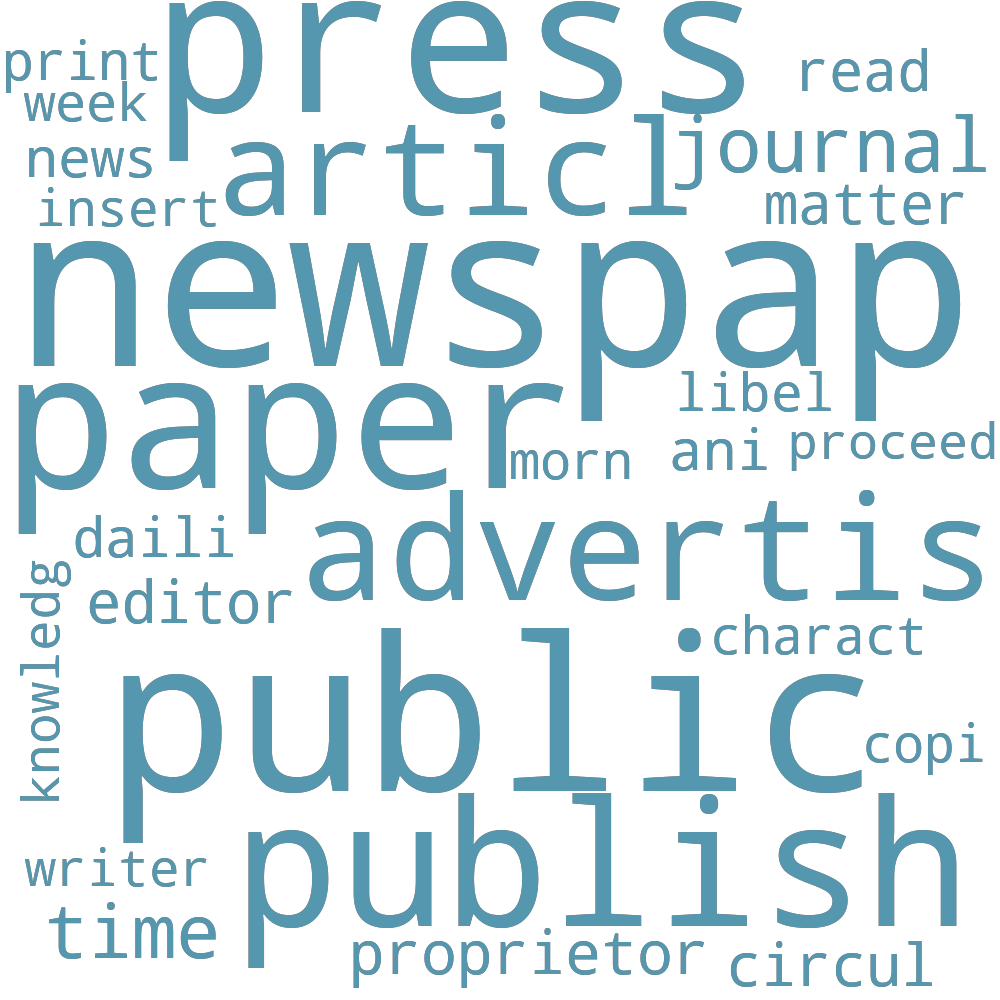 press
print
read
week
articl
journal
news
insert
matter
newspap
paper
libel
morn
ani
proceed
advertis
daili
knowledg
editor
charact
public
copi
publish
writer
time
proprietor
circul